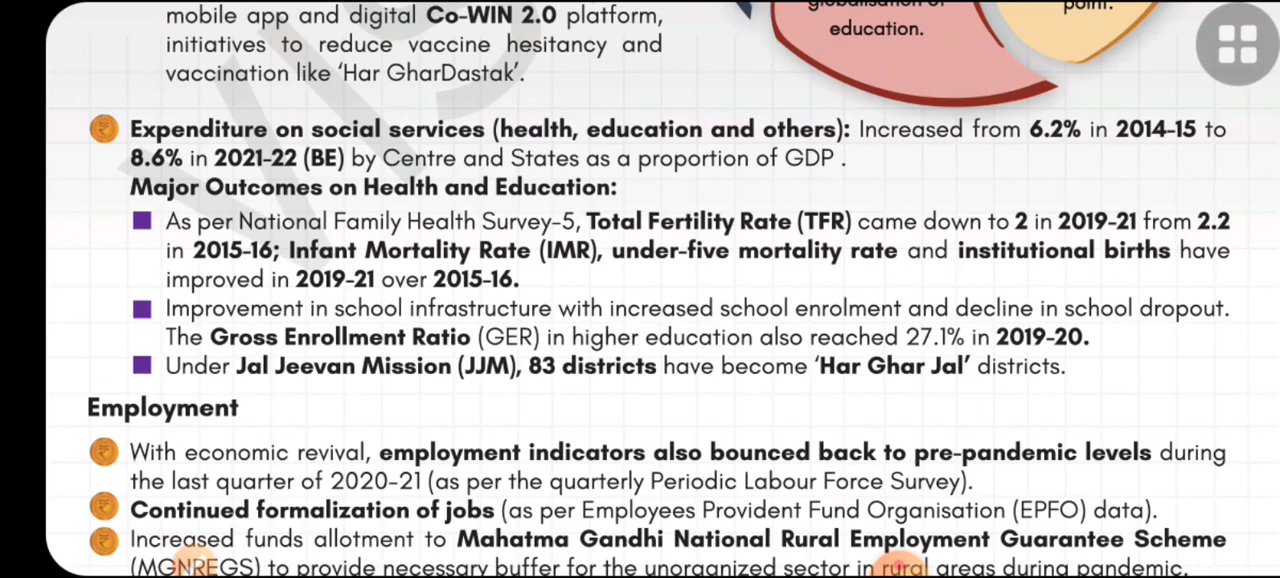 mobile app and digital Co-WIN 2.0 platform,
initiatives to reduce vaccine hesitancy and
vaccination like ‘Har GharDastak’.
globalisation of
education.
point.
Expenditure on social services (health, education and others): Increased from 6.2% in 2014-15 to
8.6% in 2021-22 (BE) by Centre and States as a proportion of GDP .
Major Outcomes on Health and Education:
As per National Family Health Survey-5, Total Fertility Rate (TFR) came down to 2 in 2019-21 from 2.2
in 2015-16; Infant Mortality Rate (IMR), under-five mortality rate and institutional births have
improved in 2019-21 over 2015-16.
Improvement in school infrastructure with increased school enrolment and decline in school dropout.
The Gross Enrollment Ratio (GER) in higher education also reached 27.1% in 2019-20.
Under Jal Jeevan Mission (JJM), 83 districts have become ‘Har Ghar Jal’ districts.
Employment
With economic revival, employment indicators also bounced back to pre-pandemic levels during
the last quarter of 2020-21 (as per the quarterly Periodic Labour Force Survey).
Continued formalization of jobs (as per Employees Provident Fund Organisation (EPFO) data).
Increased funds allotment to Mahatma Gandhi National Rural Employment Guarantee Scheme
(MGNREGS) to provide necessary buffer for the unorganized sector in rural areas during pandemic.